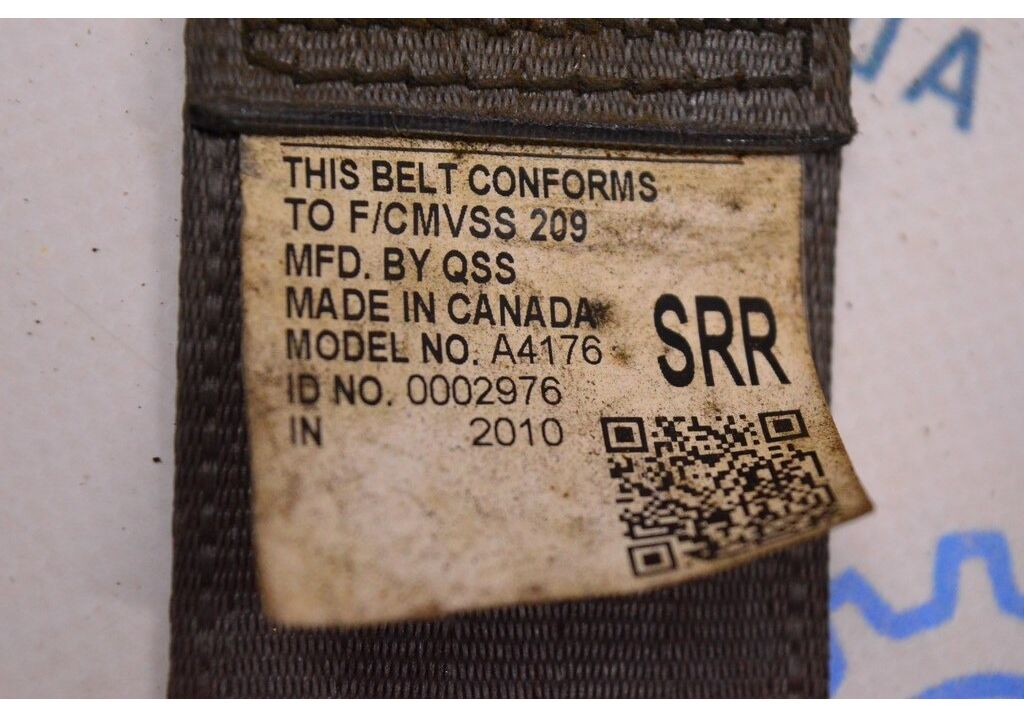 THIS BELT CONFORMS
TO F/CMVSS 209
MFD. BY QSS
MADE IN CANADA
MODEL NO. A4176
ID NO. 0002976
IN 2010
SRR